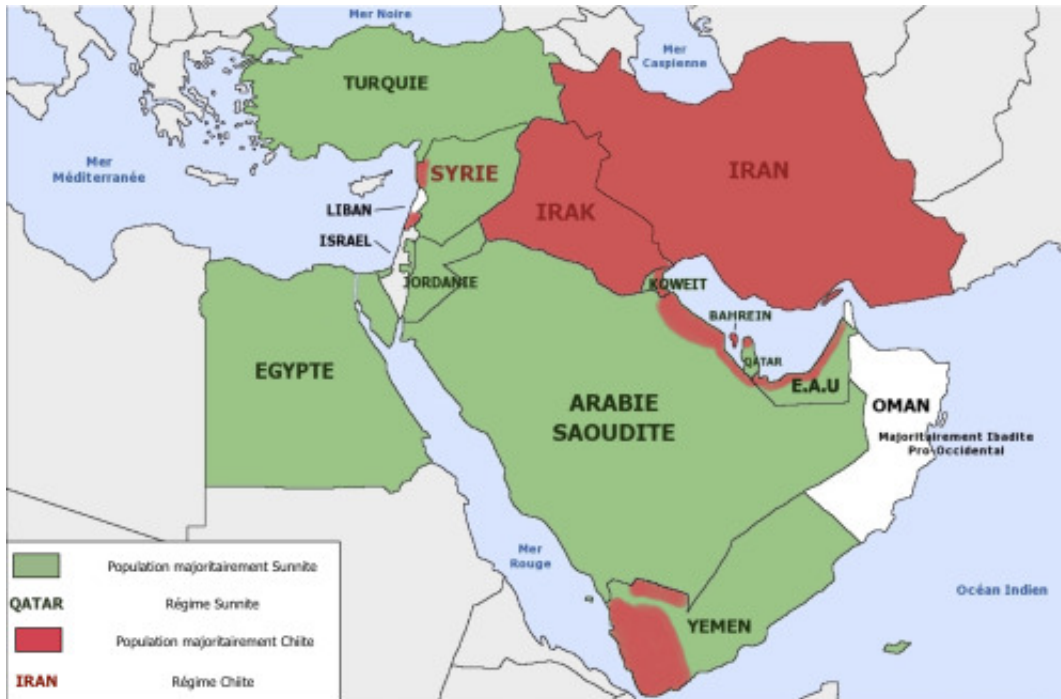 Mer Noire
Mer
Caspienne
TURQUIE
Mer
Méditerranée
SYRIE
IRAN
LIBAN
IRAK
ISRAEL
JORDANIE
KOWEIT
BAHREIN
QATAR
EGYPTE
E.A.U
ARABIE
SAOUDITE
OMAN
Majoritairement Ibadite
Pro-Occidental
Mer
Rouge
Océan Indien
YEMEN
Population majoritairement Sunnite
QATAR Régime Sunnite
Population majoritairement Chiite
IRAN Régime Chiite